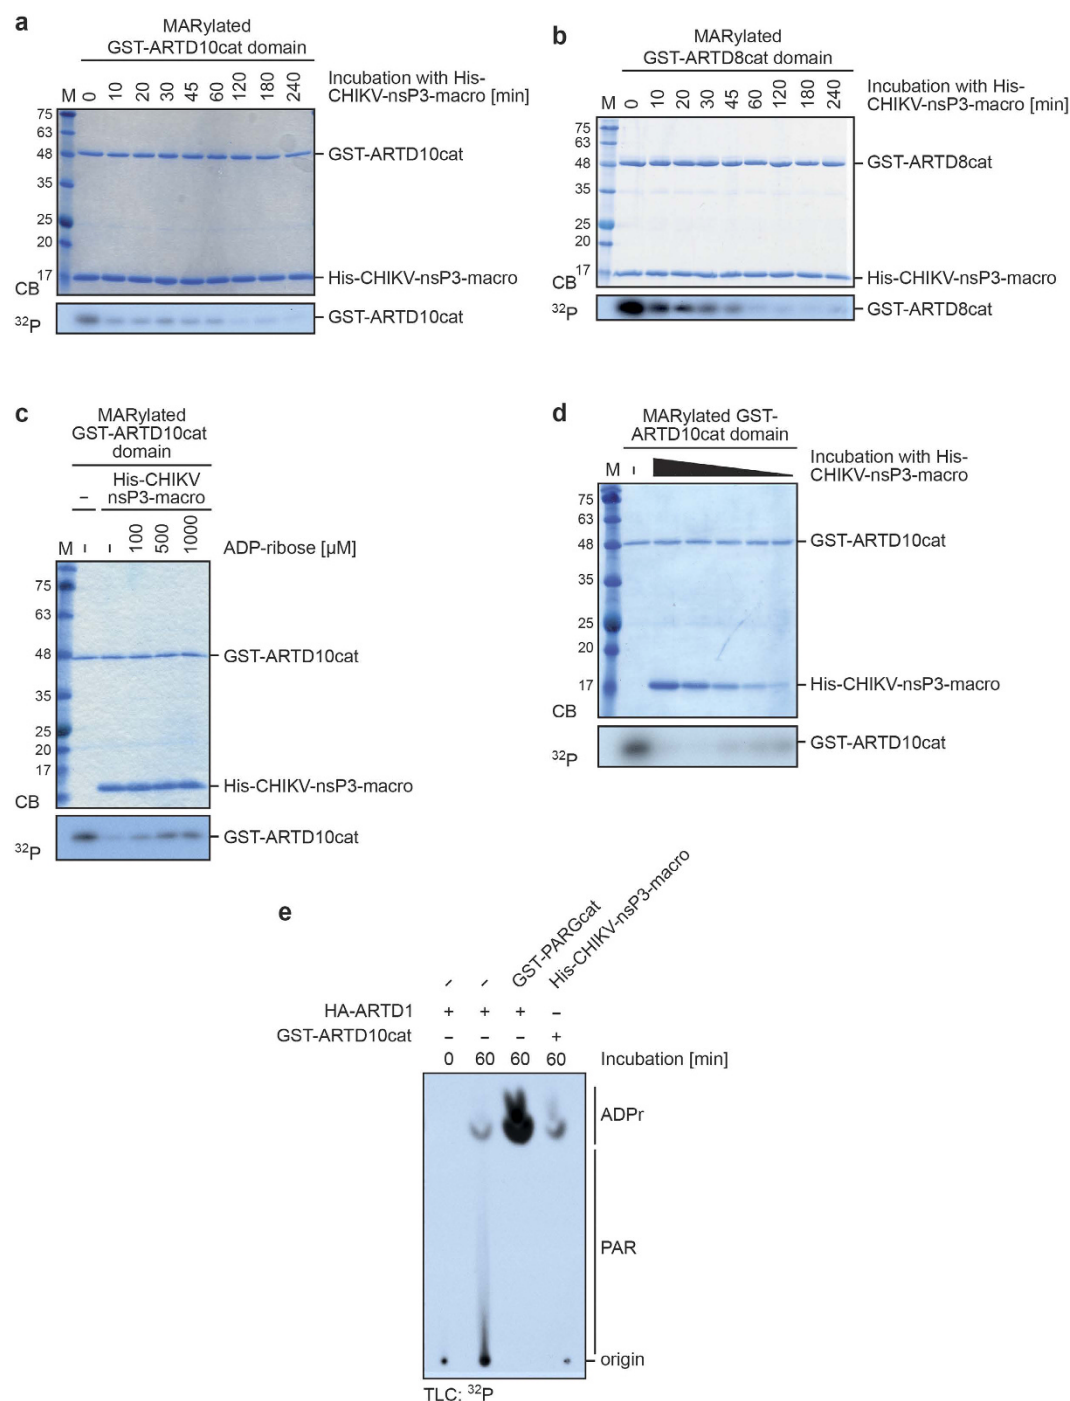 a
MARylated
GST-ARTD10cat domain
Incubation with His-
CHIKV-nsP3-macro [min]
M 0 10 20 30 45 60 120 180 240
75
63
48
GST-ARTD10cat
35
25
20
17
His-CHIKV-nsP3-macro
CB
32P
GST-ARTD10cat
b
MARylated
GST-ARTD8cat domain
Incubation with His-
CHIKV-nsP3-macro [min]
M 0 10 20 30 45 60 120 180 240
75
63
48
GST-ARTD8cat
35
25
20
17
His-CHIKV-nsP3-macro
CB
32P
GST-ARTD8cat
c
MARylated
GST-ARTD10cat
domain
His-CHIKV
– nsP3-macro
M – – 100 500 1000 ADP-ribose [µM]
75
63
48
GST-ARTD10cat
35
25
20
17
His-CHIKV-nsP3-macro
CB
32P
GST-ARTD10cat
d
MARylated GST-
ARTD10cat domain
Incubation with His-
CHIKV-nsP3-macro
M –
75
63
48
GST-ARTD10cat
35
25
20
17
His-CHIKV-nsP3-macro
CB
32P
GST-ARTD10cat
e
– – GST-PARGcat His-CHIKV-nsP3-macro
HA-ARTD1 + + + –
GST-ARTD10cat – – – +
0 60 60 60 Incubation [min]
ADPr
PAR
origin
TLC: 32P